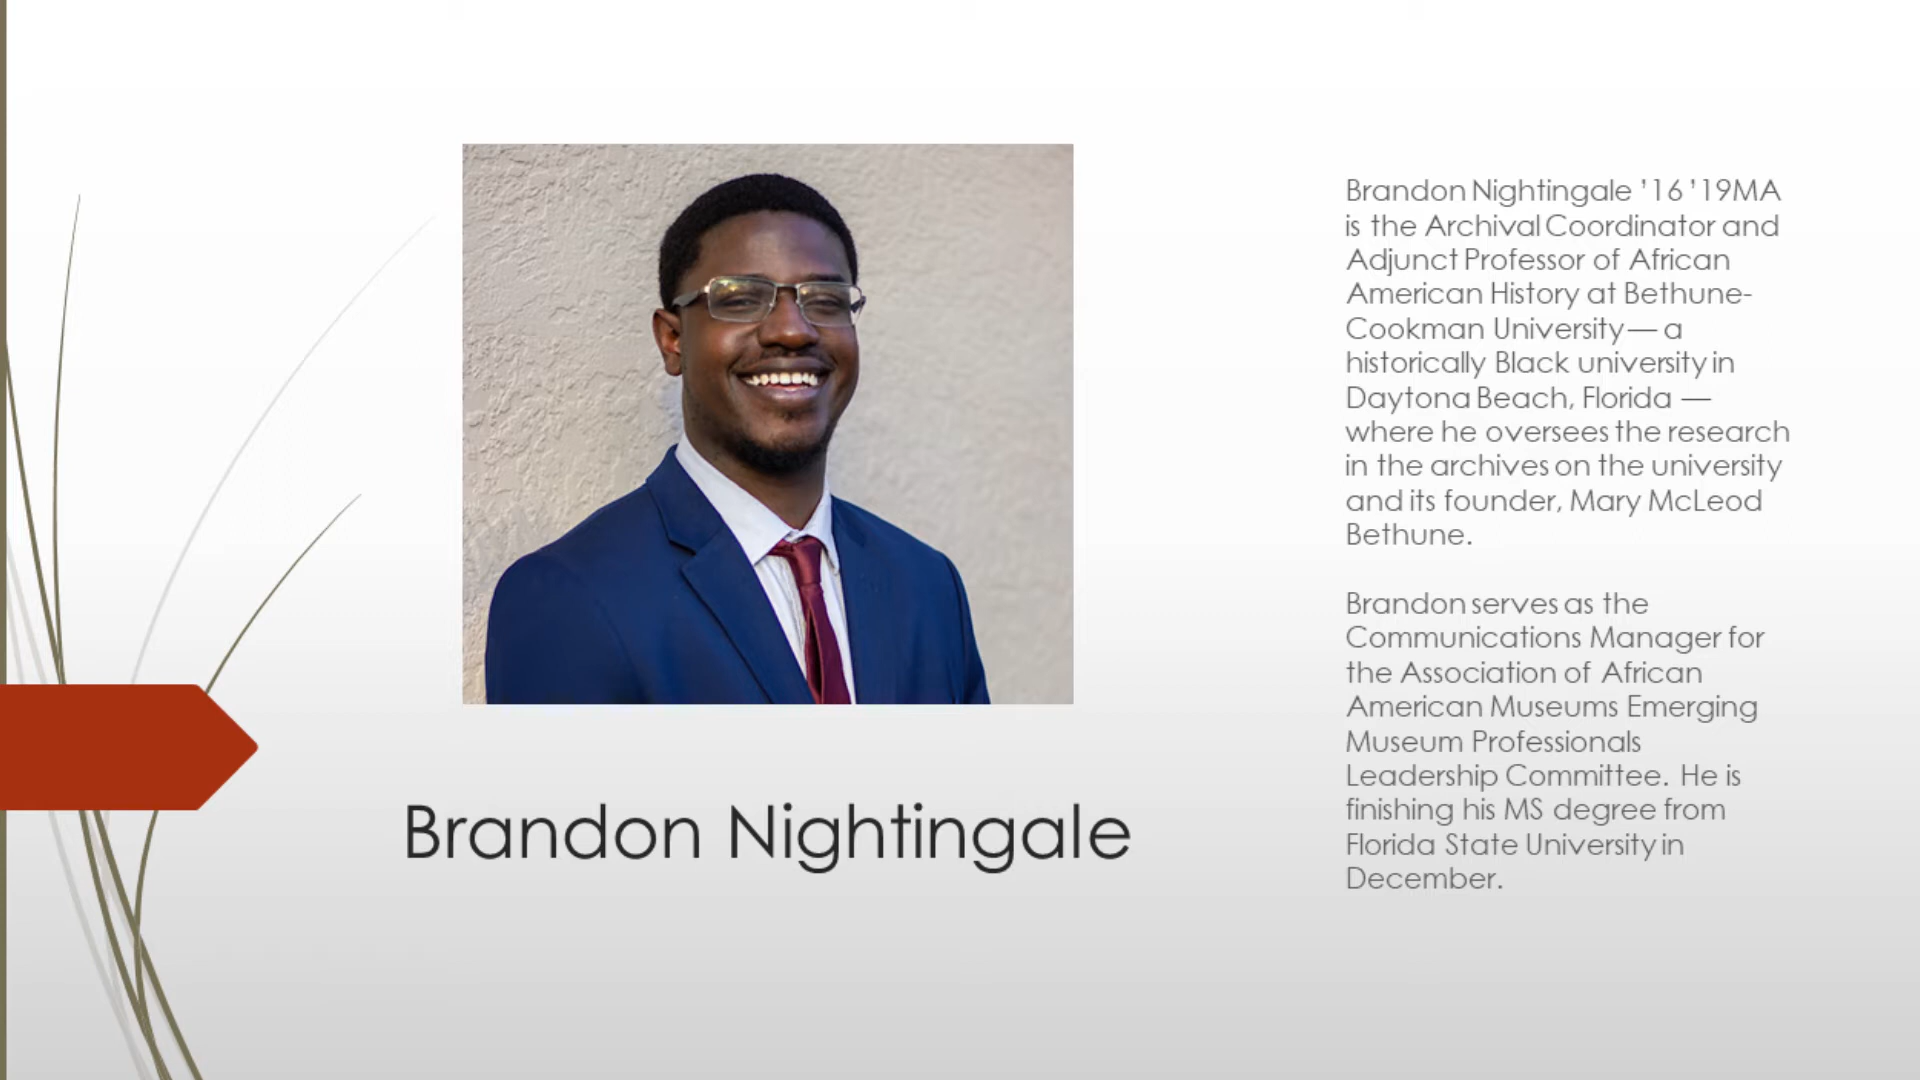 Brandon Nightingale ’16 ’19MA
is the Archival Coordinator and
Adjunct Professor of African
American History at Bethune-
Cookman University— a
historically Black university in
Daytona Beach, Florida —
where he oversees the research
in the archives on the university
and its founder, Mary McLeod
Bethune.
Brandon serves as the
Communications Manager for
the Association of African
American Museums Emerging
Museum Professionals
Leadership Committee. He is
finishing his MS degree from
Florida State University in
December.
Brandon Nightingale